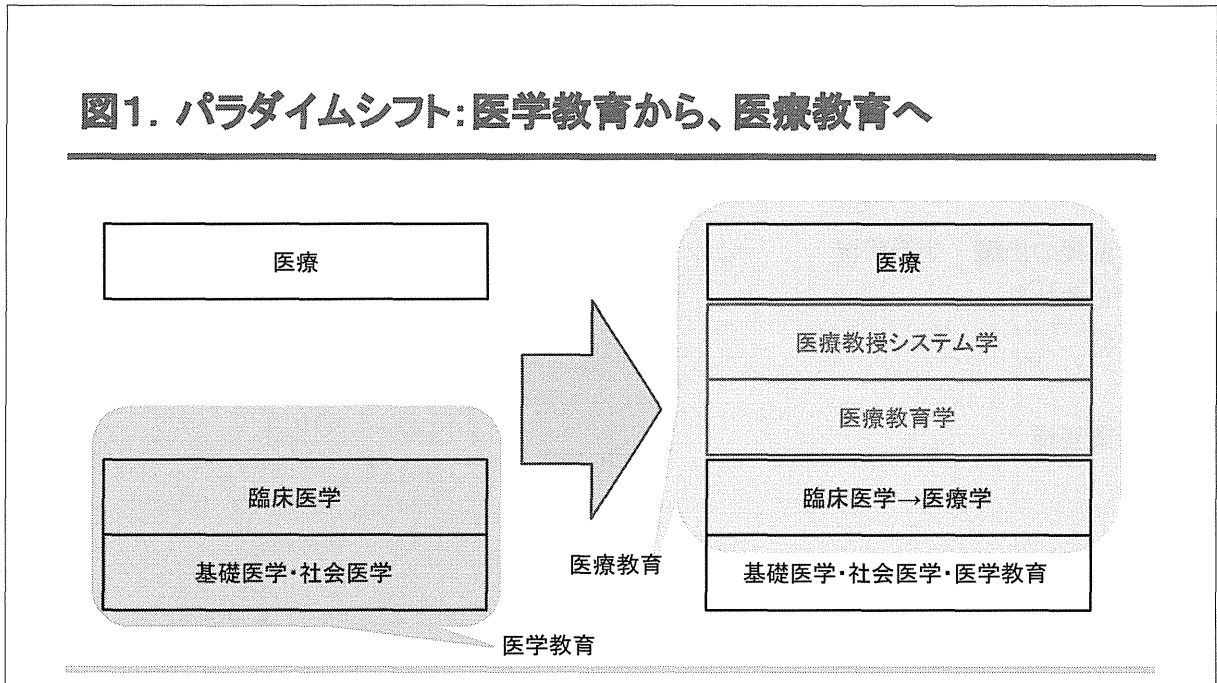 図1. パラダイムシフト:医学教育から、医療教育へ
医療
臨床医学
基礎医学・社会医学
医学教育
医療
医療教授システム学
医療教育学
臨床医学→医療学
基礎医学・社会医学・医学教育
医療教育